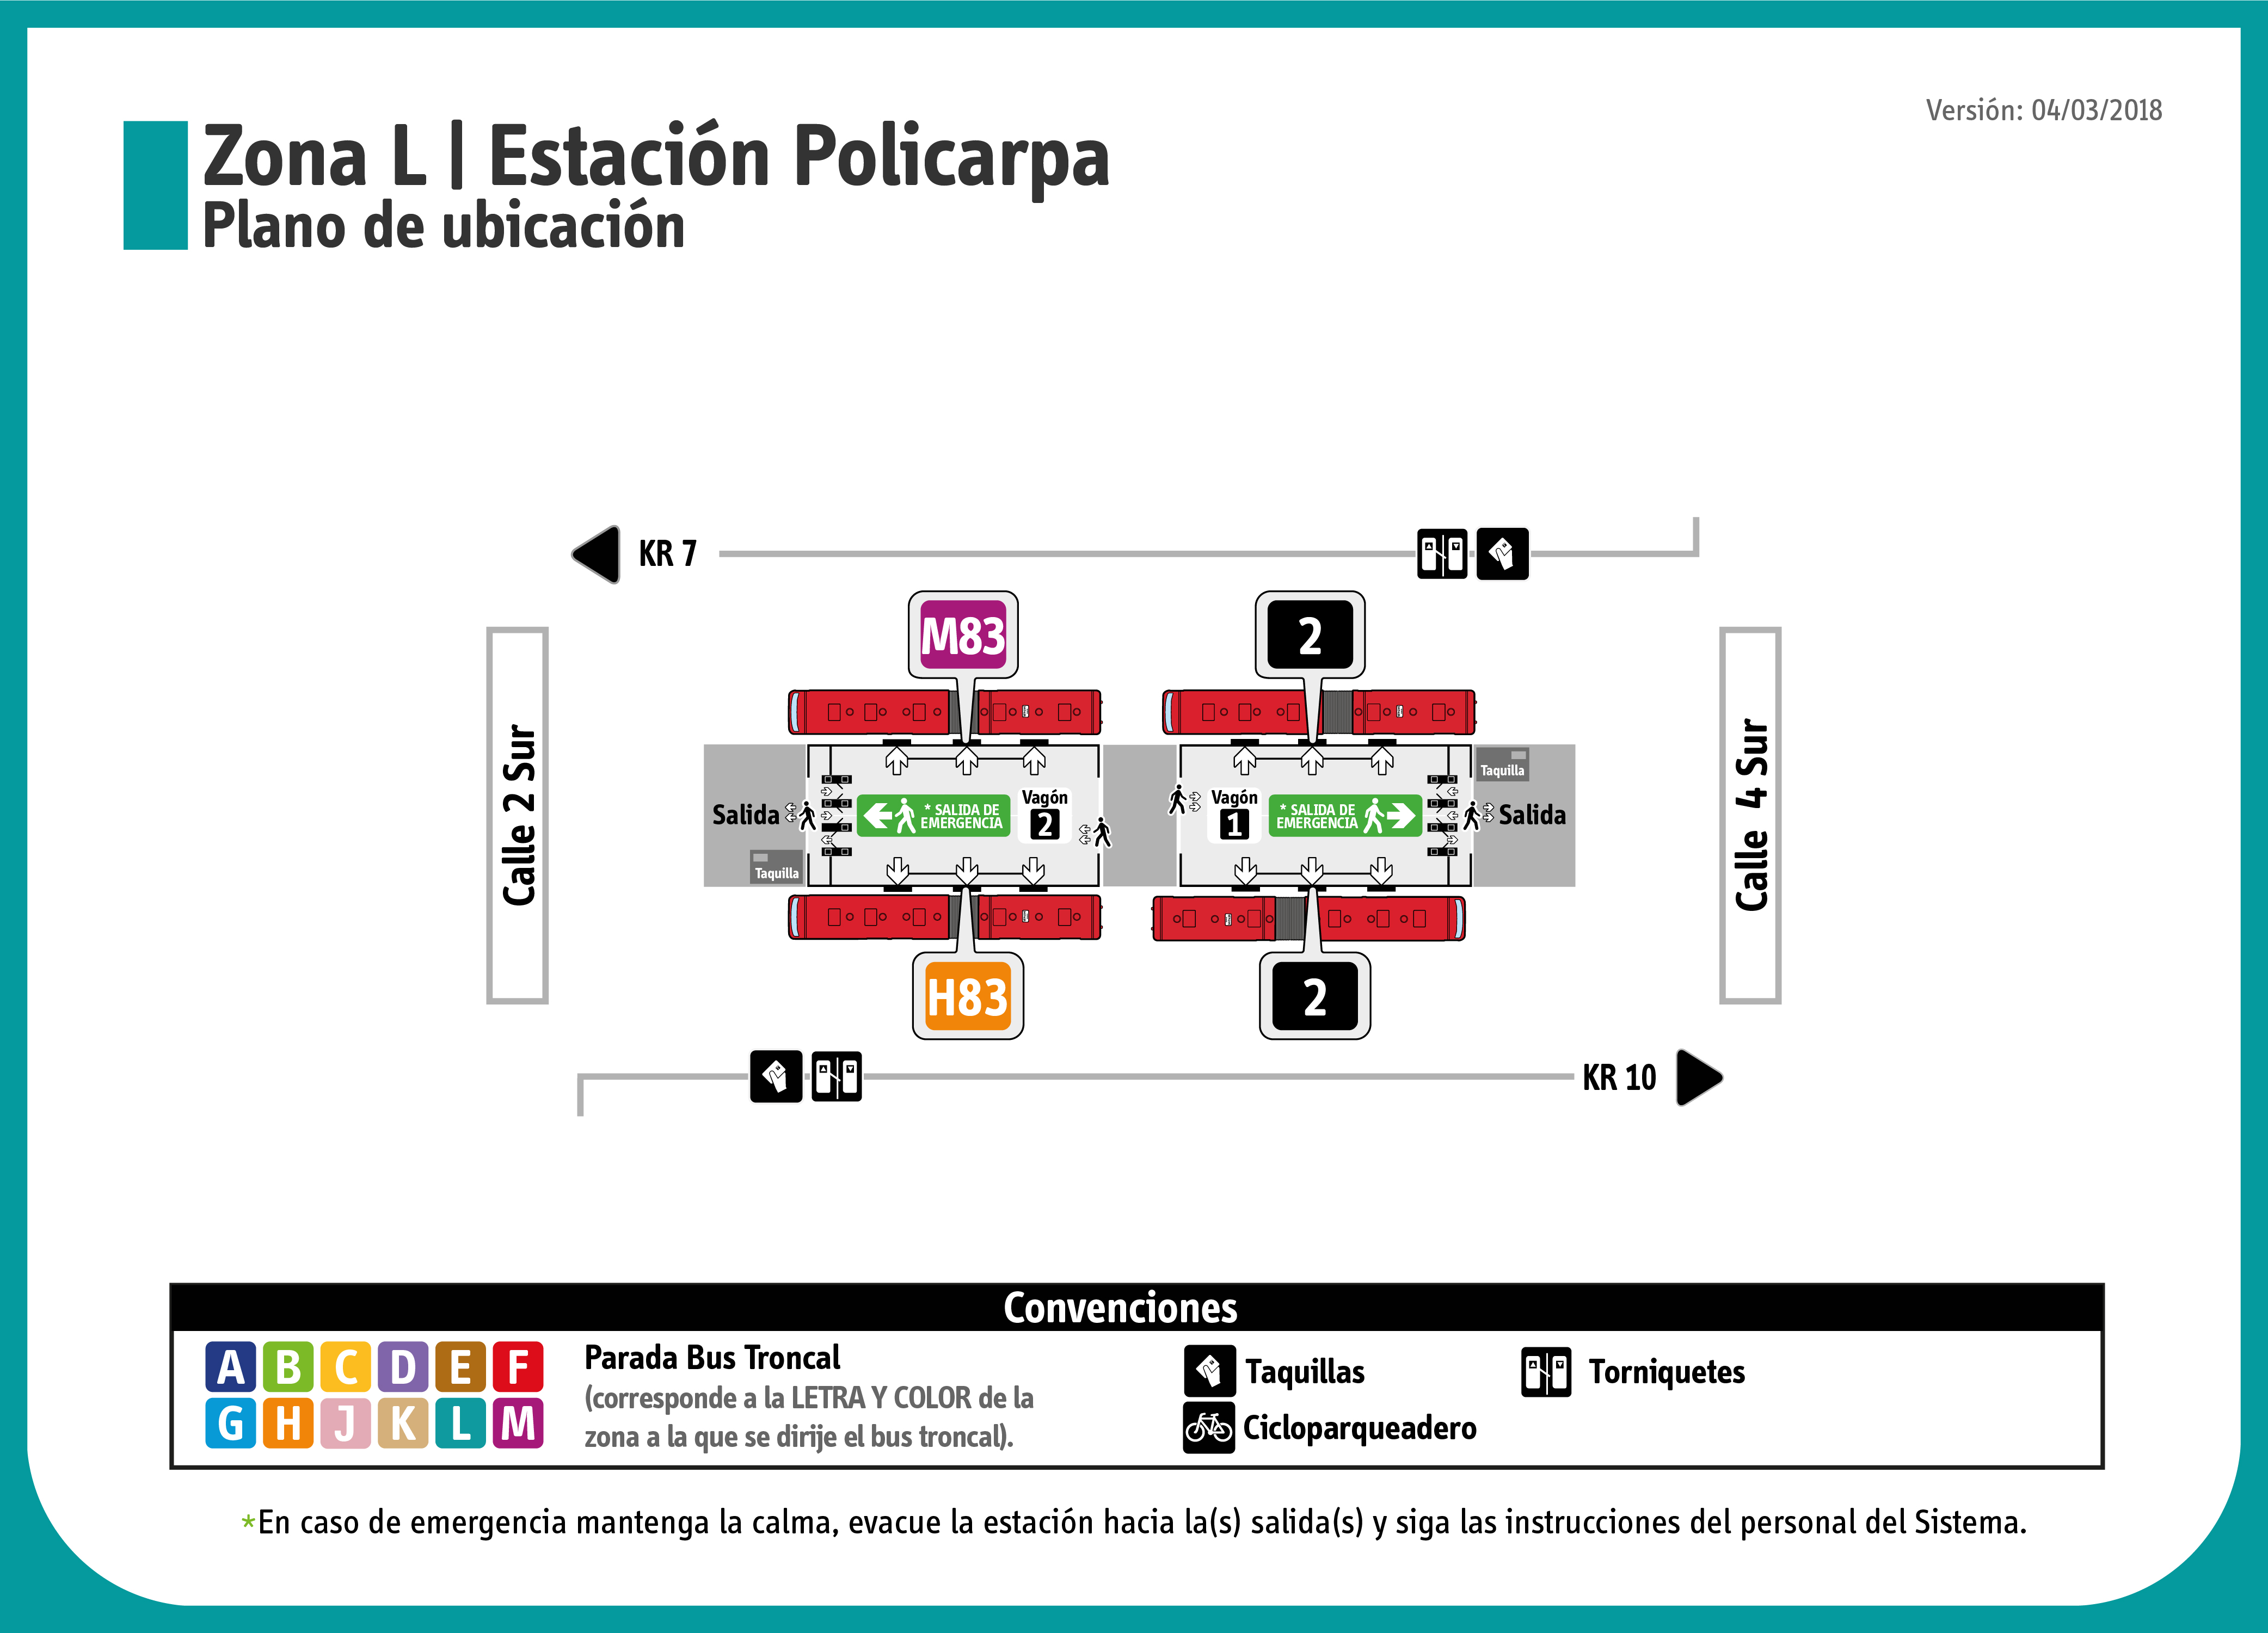 Versión: 04/03/2018
Zona L | Estación Policarpa
Plano de ubicación
KR 7
M83
2
Calle 2 Sur
Calle 4 Sur
Taquilla
Salida
* SALIDA DE
EMERGENCIA
Vagón
2
Vagón
1
* SALIDA DE
EMERGENCIA
Salida
Taquilla
H83
2
KR 10
Convenciones
A B C D E F
G H J K L M
Parada Bus Troncal
(corresponde a la LETRA Y COLOR de la
zona a la que se dirije el bus troncal).
Taquillas
Torniquetes
Cicloparqueadero
*En caso de emergencia mantenga la calma, evacue la estación hacia la(s) salida(s) y siga las instrucciones del personal del Sistema.